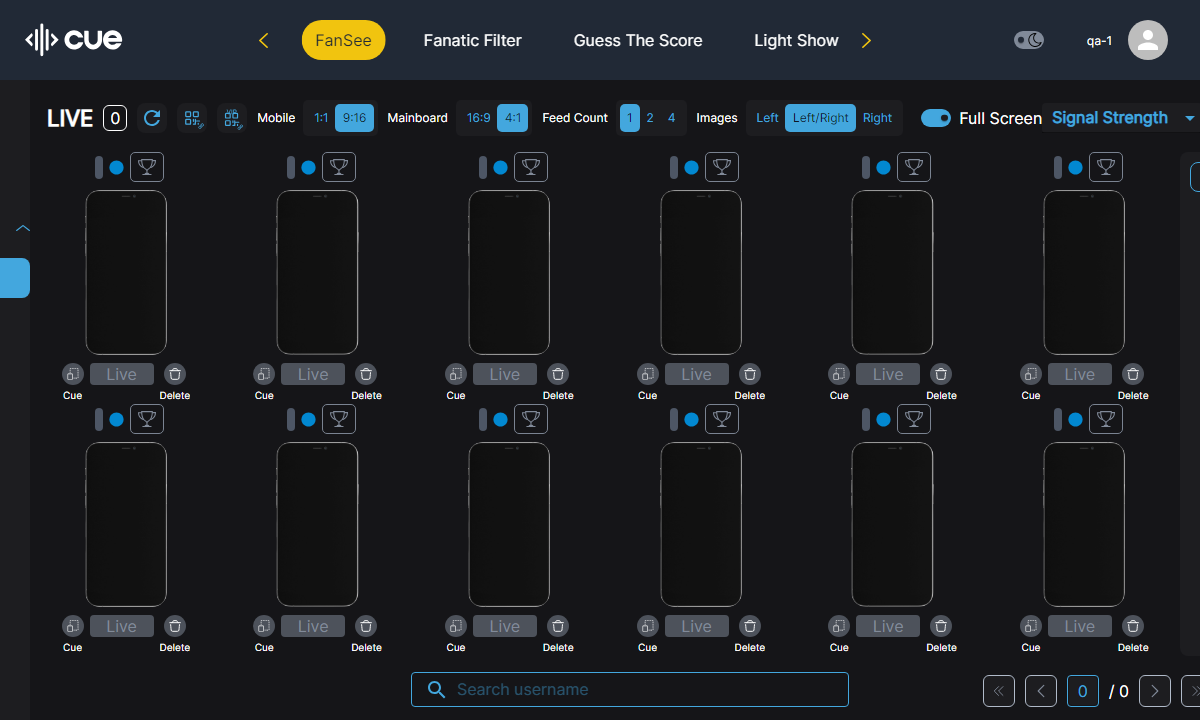 cue FanSee Fanatic Filter Guess The Score Light Show qa-1
LIVE 0 Mobile 1:1 9:16 Mainboard 16:9 4:1 Feed Count 1 2 4 Images Left Left/Right Right Full Screen Signal Strength
Live Live Live Live Live Live
Cue Delete Cue Delete Cue Delete Cue Delete Cue Delete Cue Delete
Live Live Live Live Live Live
Cue Delete Cue Delete Cue Delete Cue Delete Cue Delete Cue Delete
Search username 0 / 0